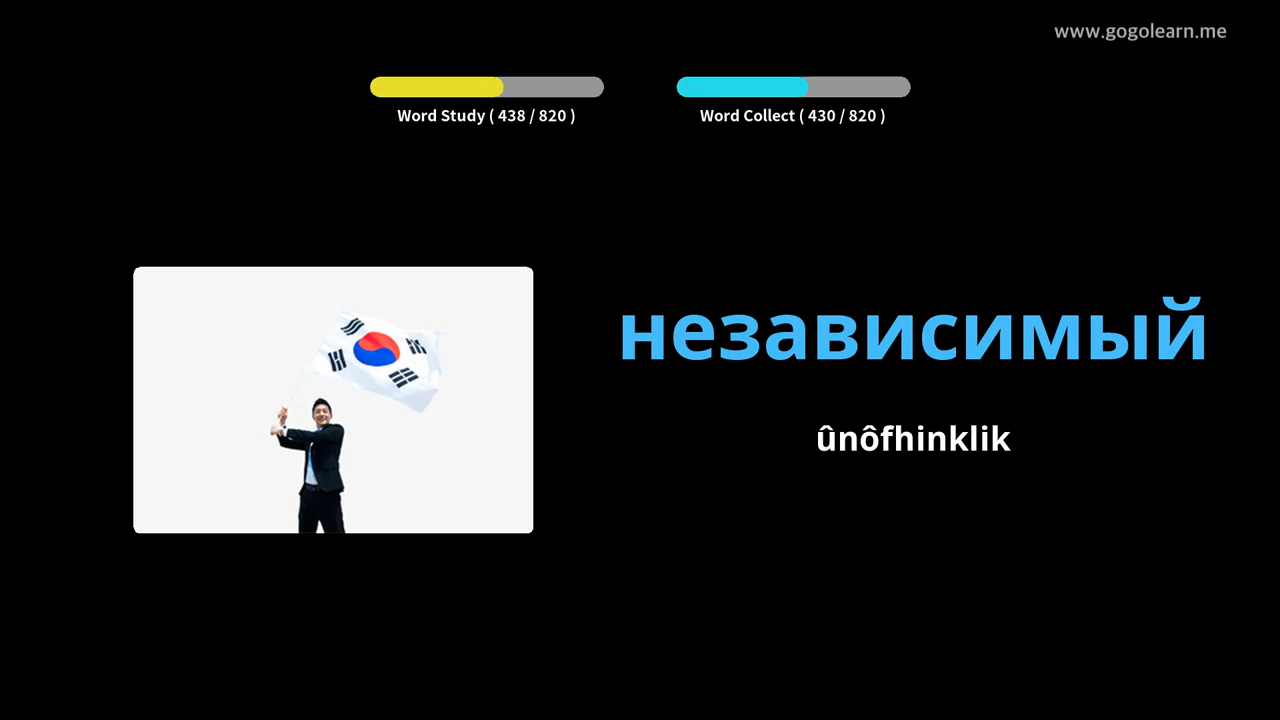 www.gogolearn.me
Word Study ( 438 / 820 )
Word Collect ( 430 / 820 )
независимый
ûnôfhinklik